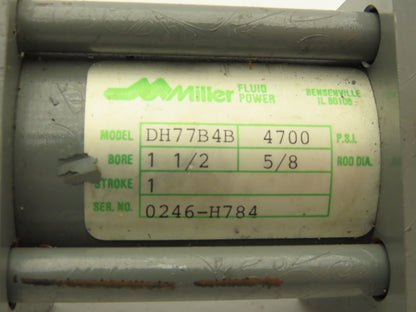 Miller FLUID POWER BENSENVILLE IL 60106
MODEL DH77B4B 4700 P.S.I.
BORE 1 1/2 5/8 ROD DIA.
STROKE 1
SER. NO. 0246-H784